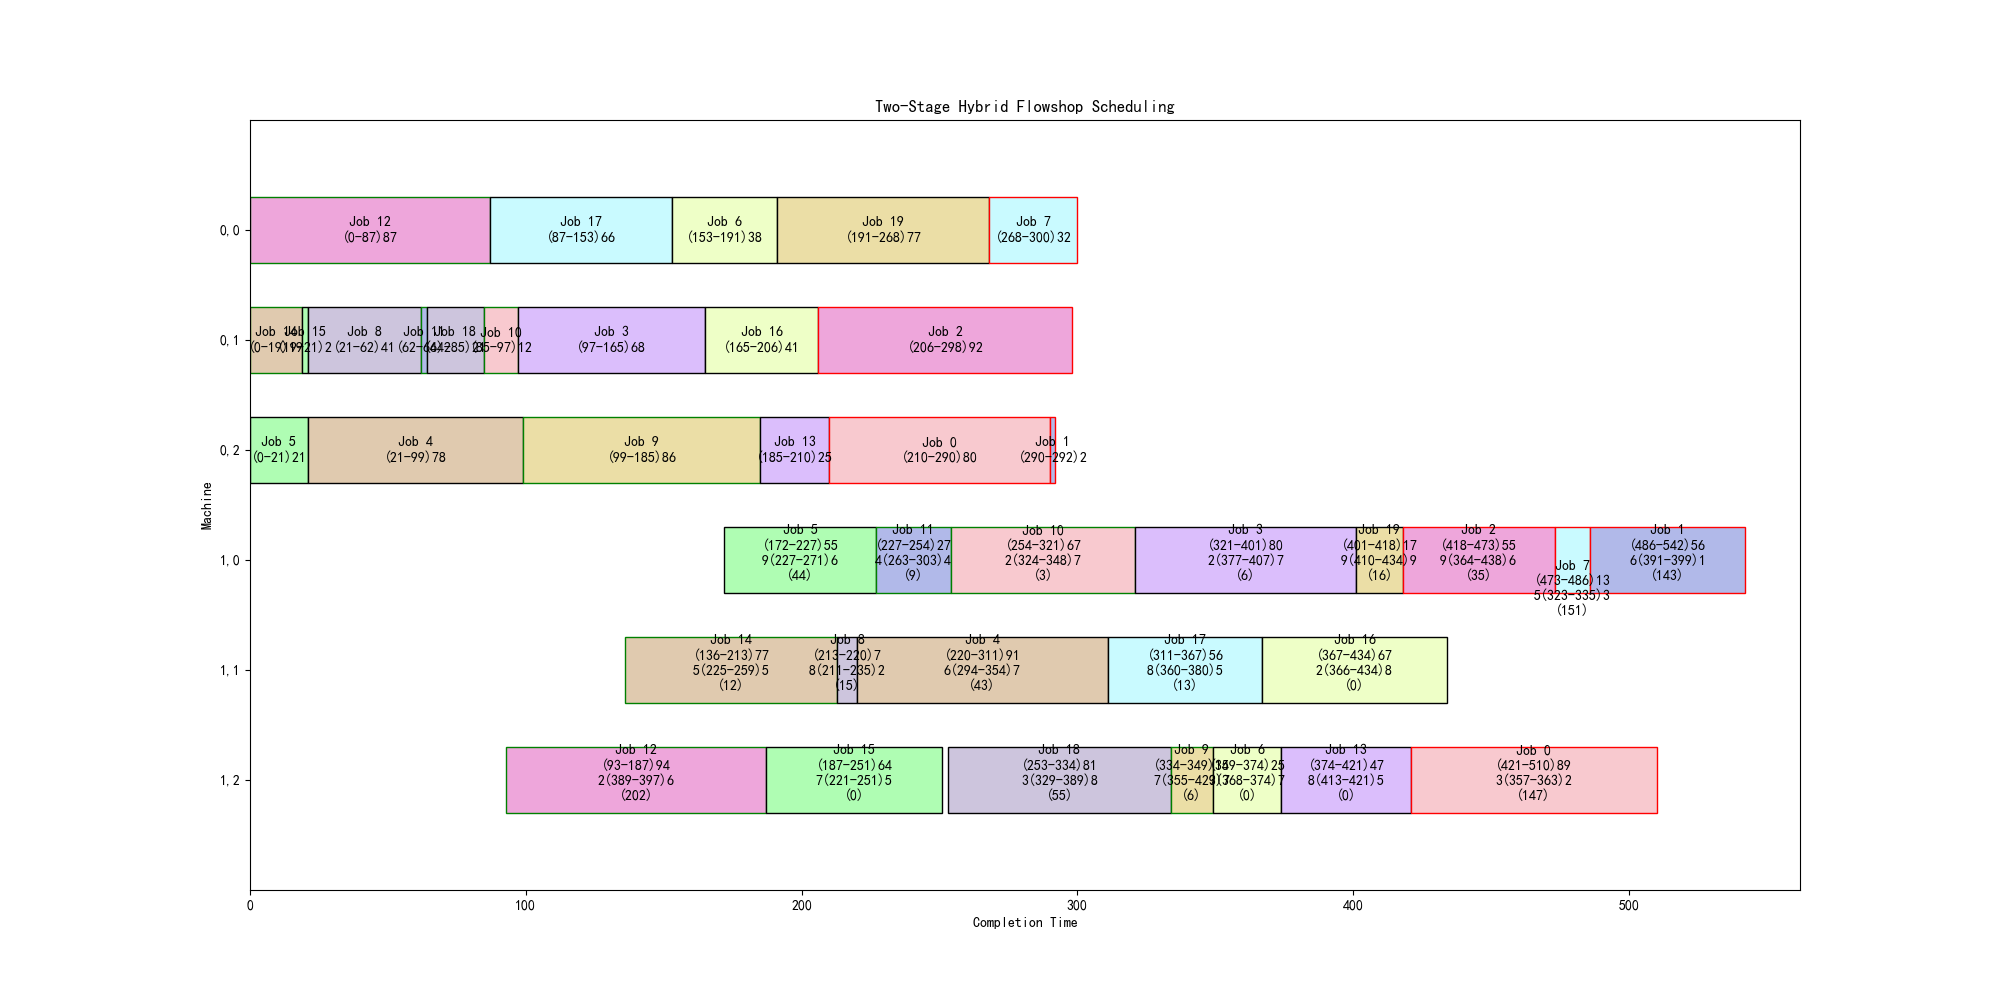 Two-Stage Hybrid Flowshop Scheduling
Machine
0,0
Job 12
(0-87)87
Job 17
(87-153)66
Job 6
(153-191)38
Job 19
(191-268)77
Job 7
(268-300)32
0,1
Job 14
(0-19)19
Job 15
(19-21)2
Job 8
(21-62)41
Job 11
(62-64)2
Job 18
(64-85)21
Job 10
(85-97)12
Job 3
(97-165)68
Job 16
(165-206)41
Job 2
(206-298)92
0,2
Job 5
(0-21)21
Job 4
(21-99)78
Job 9
(99-185)86
Job 13
(185-210)25
Job 0
(210-290)80
Job 1
(290-292)2
1,0
Job 5
(172-227)55
9(227-271)6
(44)
Job 11
(227-254)27
4(263-303)4
(9)
Job 10
(254-321)67
2(324-348)7
(3)
Job 3
(321-401)80
2(377-407)7
(6)
Job 19
(401-418)17
9(410-434)9
(16)
Job 2
(418-473)55
9(364-438)6
(35)
Job 7
(473-486)13
5(323-335)3
(151)
Job 1
(486-542)56
6(391-399)1
(143)
1,1
Job 14
(136-213)77
5(225-259)5
(12)
Job 8
(213-220)7
8(211-235)2
(15)
Job 4
(220-311)91
6(294-354)7
(43)
Job 17
(311-367)56
8(360-380)5
(13)
Job 16
(367-434)67
2(366-434)8
(0)
1,2
Job 12
(93-187)94
2(389-397)6
(202)
Job 15
(187-251)64
7(221-251)5
(0)
Job 18
(253-334)81
3(329-389)8
(55)
Job 9
(334-349)15
(6)
Job 6
(349-374)25
(0)
Job 13
(374-421)47
8(413-421)5
(0)
Job 0
(421-510)89
3(357-363)2
(147)
0
100
200
300
400
500
Completion Time